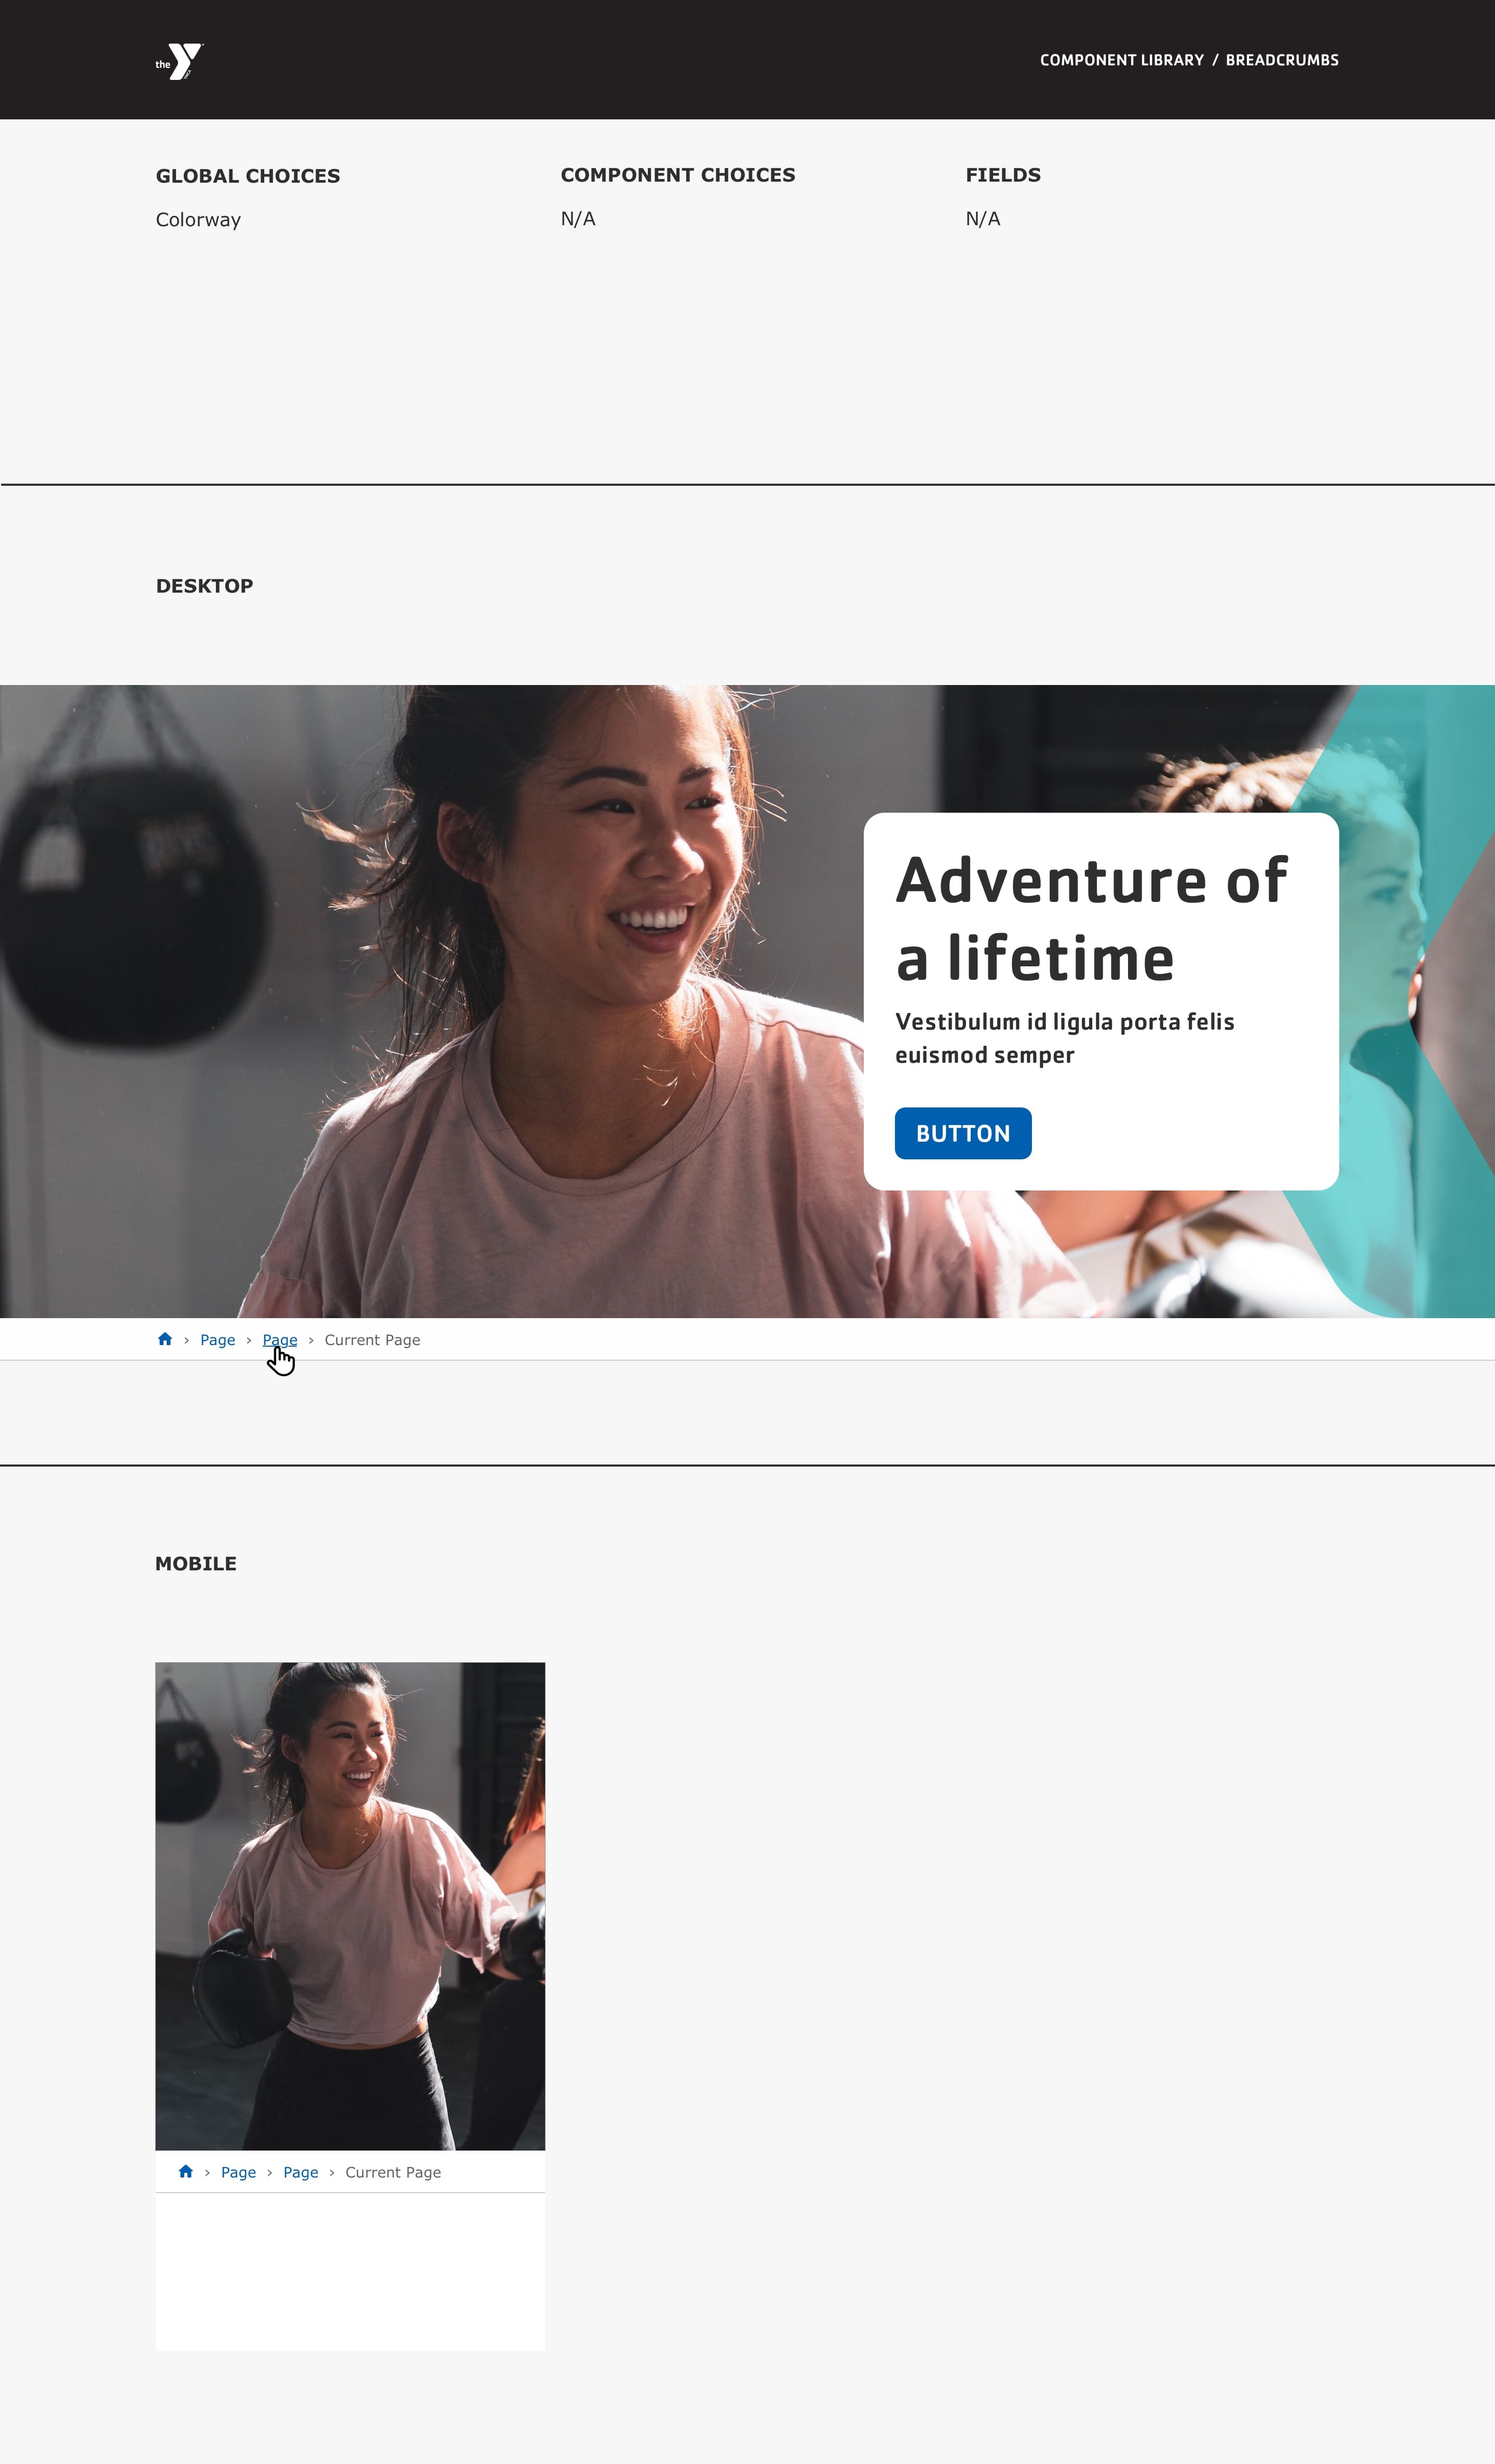 the
COMPONENT LIBRARY / BREADCRUMBS
GLOBAL CHOICES
Colorway
COMPONENT CHOICES
N/A
FIELDS
N/A
DESKTOP
Adventure of
a lifetime
Vestibulum id ligula porta felis
euismod semper
BUTTON
> Page > Page > Current Page
MOBILE
> Page > Page > Current Page